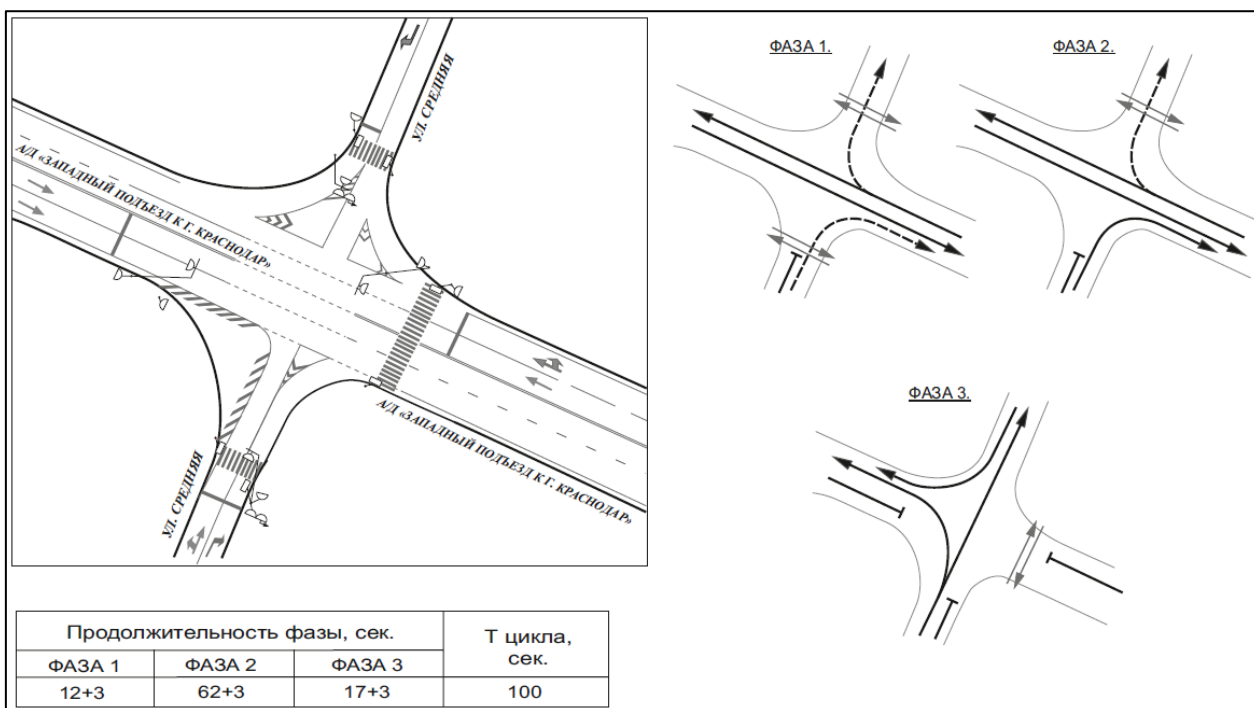 УЛ. СРЕДНЯЯ
А/Д «ЗАПАДНЫЙ ПОДЪЕЗД К Г. КРАСНОДАР»
А/Д «ЗАПАДНЫЙ ПОДЪЕЗД К Г. КРАСНОДАР»
УЛ. СРЕДНЯЯ
ФАЗА 1.
ФАЗА 2.
ФАЗА 3.
Продолжительность фазы, сек.
Т цикла,
сек.
ФАЗА 1
ФАЗА 2
ФАЗА 3
12+3
62+3
17+3
100